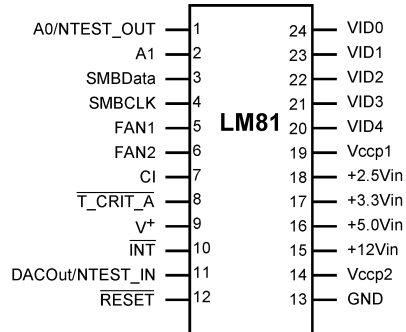 A0/NTEST_OUT 1 24 VID0
A1 2 23 VID1
SMBData 3 22 VID2
SMBCLK 4 21 VID3
FAN1 5 LM81 20 VID4
FAN2 6 19 Vccp1
CI 7 18 +2.5Vin
T_CRIT_A 8 17 +3.3Vin
V+ 9 16 +5.0Vin
INT 10 15 +12Vin
DACOut/NTEST_IN 11 14 Vccp2
RESET 12 13 GND